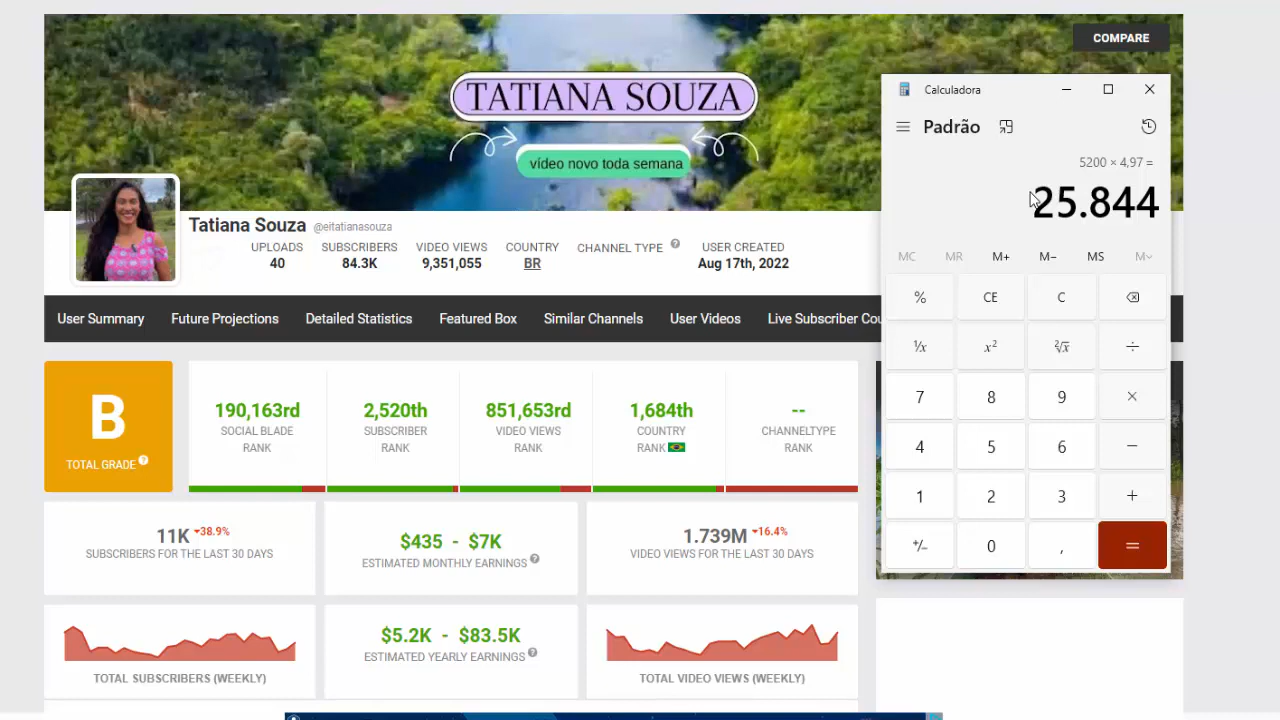 COMPARE
TATIANA SOUZA
vídeo novo toda semana
Tatiana Souza @eitatianasouza
UPLOADS
40
SUBSCRIBERS
84.3K
VIDEO VIEWS
9,351,055
COUNTRY
BR
CHANNEL TYPE ?
USER CREATED
Aug 17th, 2022
User Summary Future Projections Detailed Statistics Featured Box Similar Channels User Videos Live Subscriber Cou
B
TOTAL GRADE ?
190,163rd
SOCIAL BLADE
RANK
2,520th
SUBSCRIBER
RANK
851,653rd
VIDEO VIEWS
RANK
1,684th
COUNTRY
RANK
--
CHANNELTYPE
RANK
11K 38.9%
SUBSCRIBERS FOR THE LAST 30 DAYS
$435 - $7K
ESTIMATED MONTHLY EARNINGS ?
1.739M 16.4%
VIDEO VIEWS FOR THE LAST 30 DAYS
TOTAL SUBSCRIBERS (WEEKLY)
$5.2K - $83.5K
ESTIMATED YEARLY EARNINGS ?
TOTAL VIDEO VIEWS (WEEKLY)
Calculadora
Padrão
5200 × 4,97 =
25.844
MC MR M+ M− MS M˅
% CE C
⅟x x² ²√x ÷
7 8 9 ×
4 5 6 −
1 2 3 +
+/− 0 , =